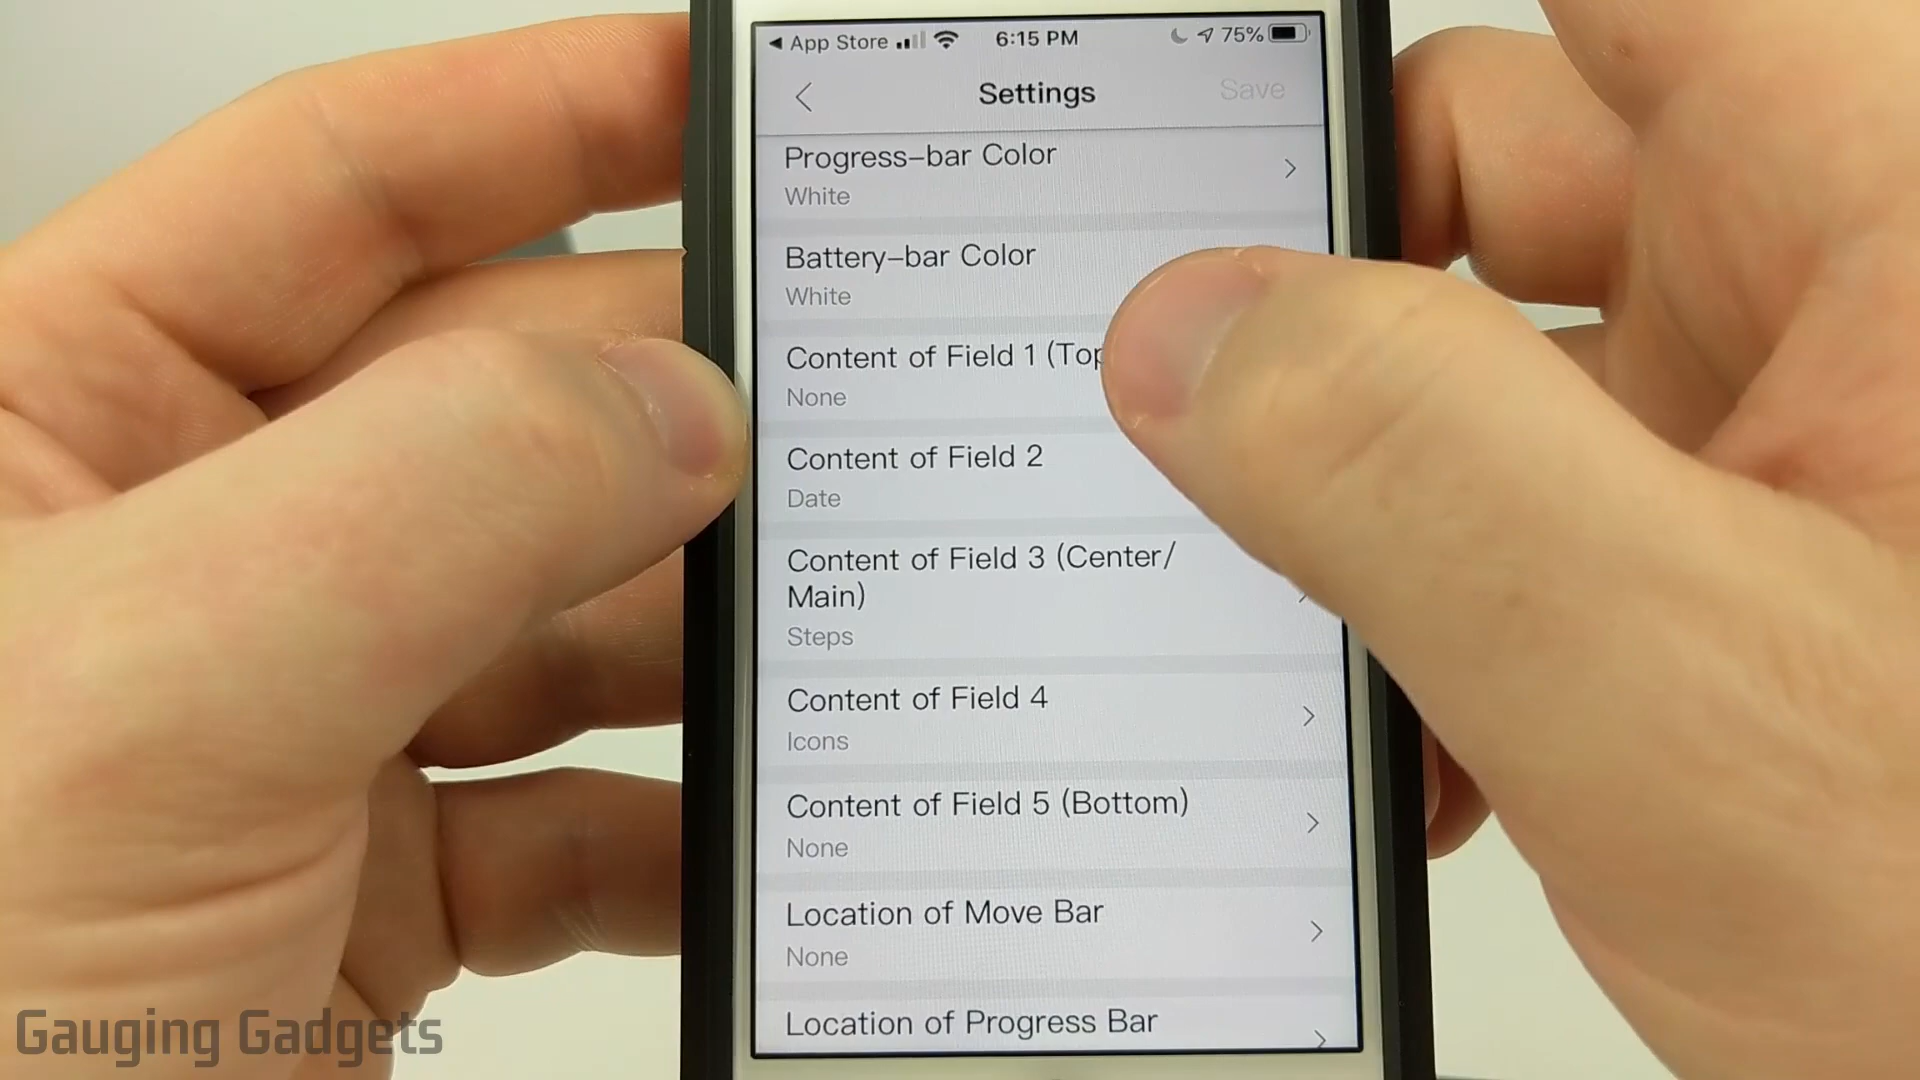 App Store
6:15 PM
75%
Settings
Save
Progress-bar Color
White
Battery-bar Color
White
Content of Field 1 (Top
None
Content of Field 2
Date
Content of Field 3 (Center/
Main)
Steps
Content of Field 4
Icons
Content of Field 5 (Bottom)
None
Location of Move Bar
None
Location of Progress Bar
Gauging Gadgets